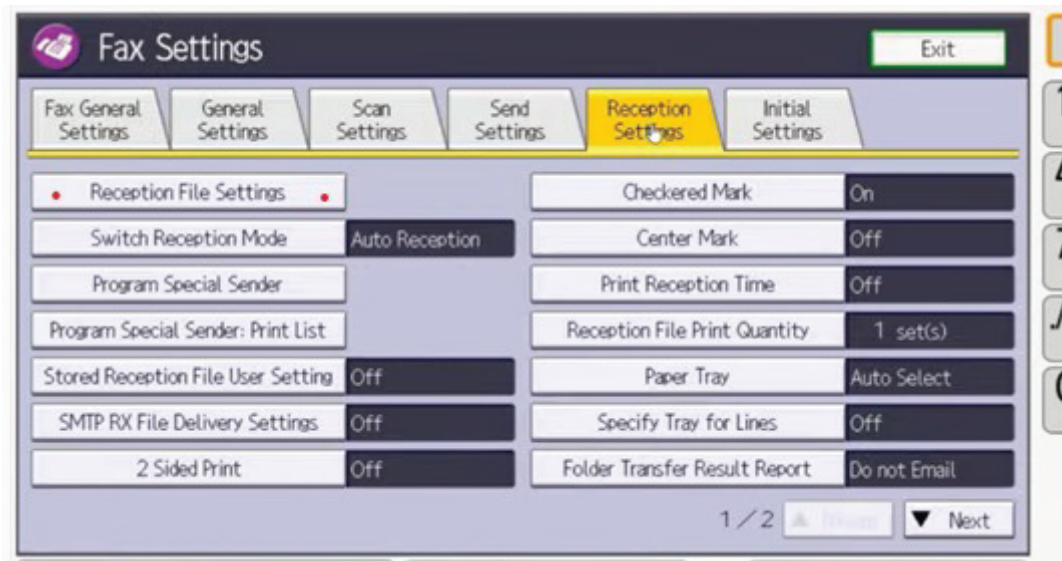 Fax Settings
Exit
Fax General
Settings
General
Settings
Scan
Settings
Send
Settings
Reception
Settings
Initial
Settings
Reception File Settings
Switch Reception Mode Auto Reception
Program Special Sender
Program Special Sender: Print List
Stored Reception File User Setting Off
SMTP RX File Delivery Settings Off
2 Sided Print Off
Checkered Mark On
Center Mark Off
Print Reception Time Off
Reception File Print Quantity 1 set(s)
Paper Tray Auto Select
Specify Tray for Lines Off
Folder Transfer Result Report Do not Email
1/2
▼ Next